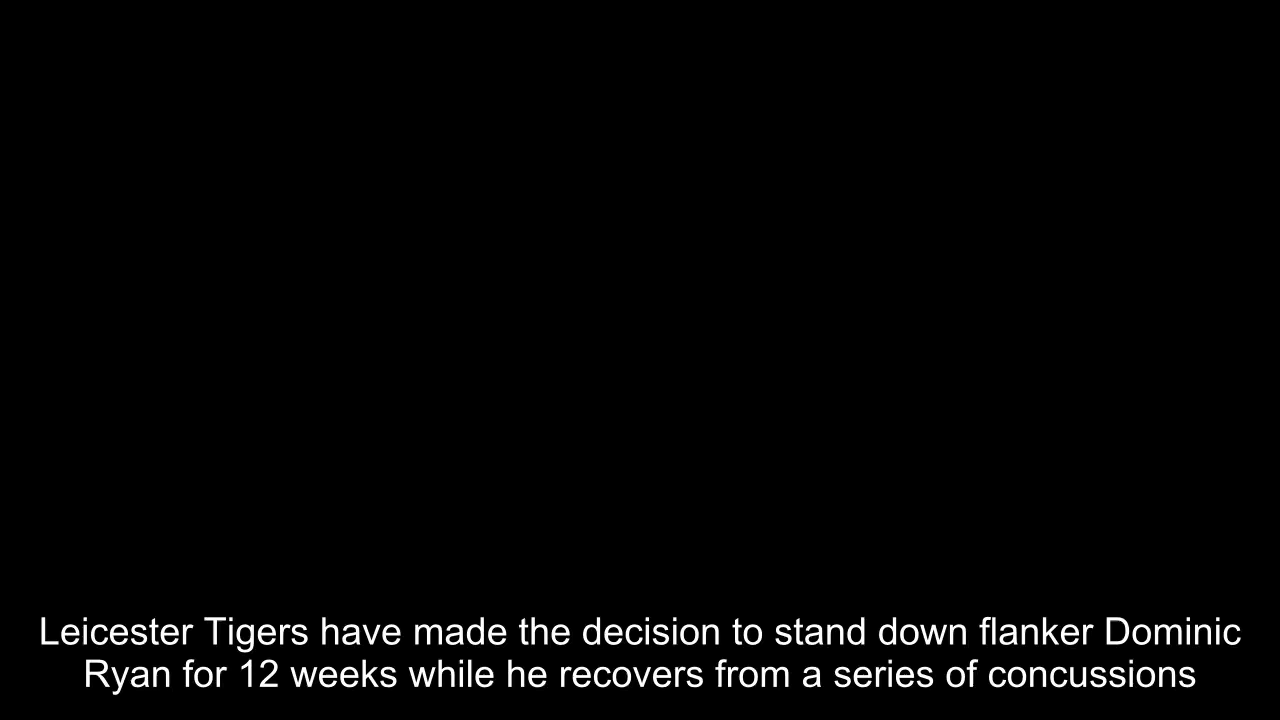 Leicester Tigers have made the decision to stand down flanker Dominic
Ryan for 12 weeks while he recovers from a series of concussions